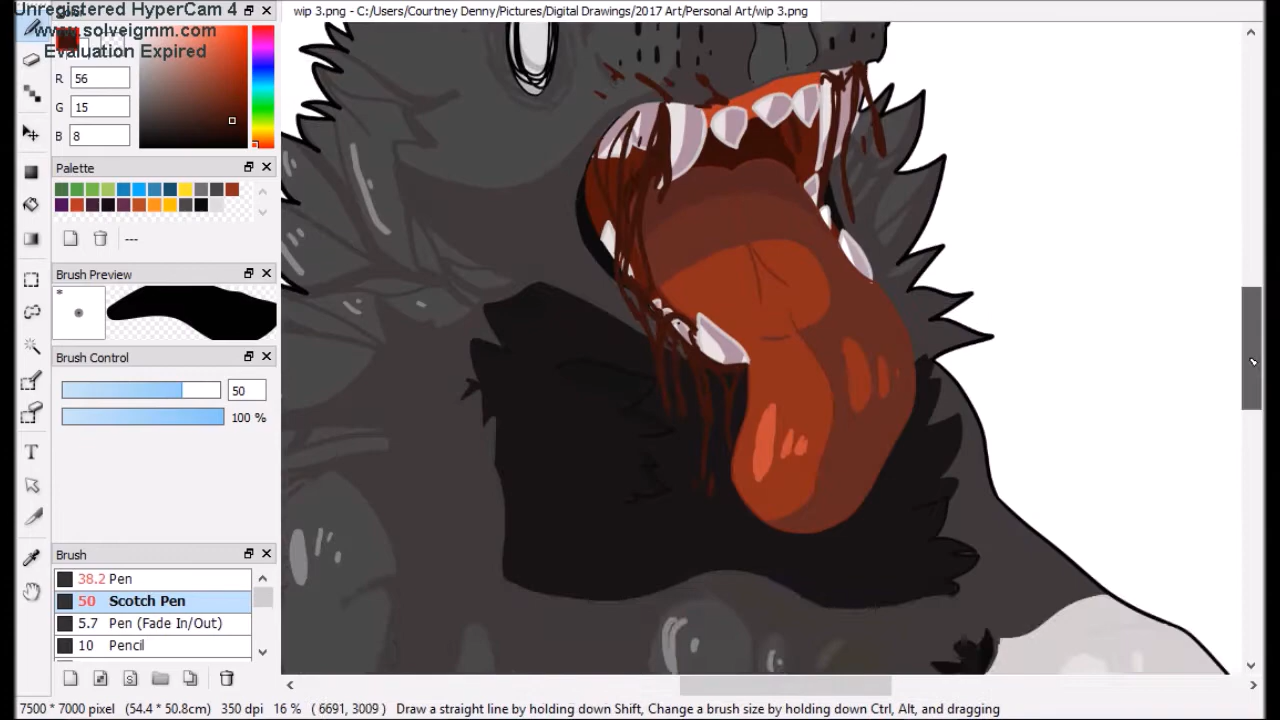 Unregistered HyperCam 4
www.solveigmm.com
Evaluation Expired
wip 3.png - C:/Users/Courtney Denny/Pictures/Digital Drawings/2017 Art/Personal Art/wip 3.png
R 56
G 15
B 8
Palette
---
Brush Preview
*
Brush Control
50
100 %
Brush
38.2 Pen
50 Scotch Pen
5.7 Pen (Fade In/Out)
10 Pencil
7500 * 7000 pixel (54.4 * 50.8cm) 350 dpi 16 % ( 6691, 3009 ) Draw a straight line by holding down Shift, Change a brush size by holding down Ctrl, Alt, and dragging